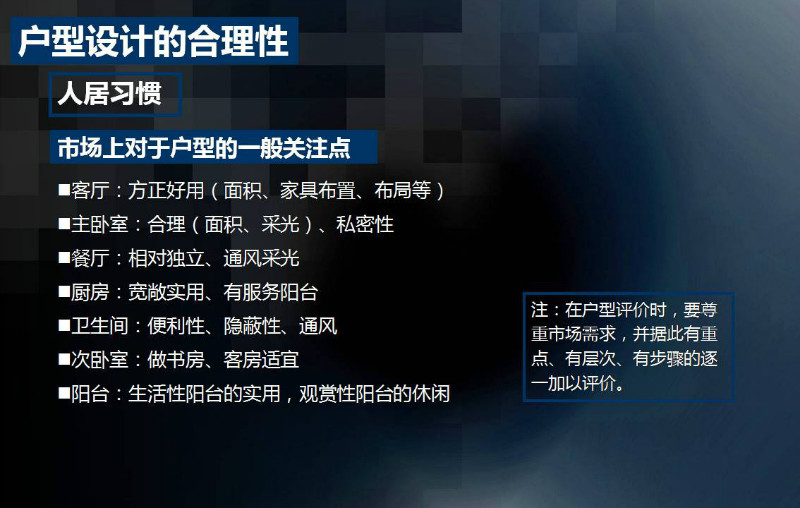 户型设计的合理性
人居习惯
市场上对于户型的一般关注点
■客厅：方正好用（面积、家具布置、布局等）
■主卧室：合理（面积、采光）、私密性
■餐厅：相对独立、通风采光
■厨房：宽敞实用、有服务阳台
■卫生间：便利性、隐蔽性、通风
■次卧室：做书房、客房适宜
■阳台：生活性阳台的实用，观赏性阳台的休闲
注：在户型评价时，要尊
重市场需求，并据此有重
点、有层次、有步骤的逐
一加以评价。